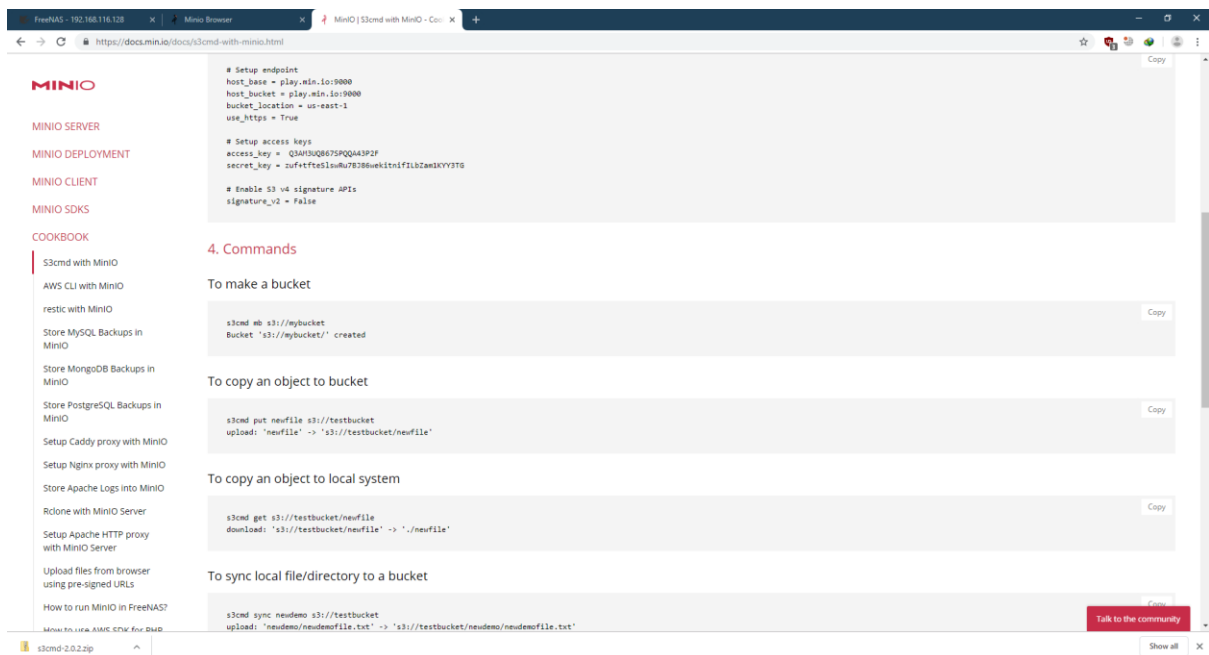 FreeNAS - 192.168.116.128
Minio Browser
MinIO | S3cmd with MinIO - Coo
https://docs.min.io/docs/s3cmd-with-minio.html
MINIO
MINIO SERVER
MINIO DEPLOYMENT
MINIO CLIENT
MINIO SDKS
COOKBOOK
S3cmd with MinIO
AWS CLI with MinIO
restic with MinIO
Store MySQL Backups in
MinIO
Store MongoDB Backups in
MinIO
Store PostgreSQL Backups in
MinIO
Setup Caddy proxy with MinIO
Setup Nginx proxy with MinIO
Store Apache Logs into MinIO
Rclone with MinIO Server
Setup Apache HTTP proxy
with MinIO Server
Upload files from browser
using pre-signed URLs
How to run MinIO in FreeNAS?
How to use AWS SDK for PHP
Copy
# Setup endpoint
host_base = play.min.io:9000
host_bucket = play.min.io:9000
bucket_location = us-east-1
use_https = True
# Setup access keys
access_key =
secret_key =
# Enable S3 v4 signature APIs
signature_v2 = False
4. Commands
To make a bucket
Copy
s3cmd mb s3://mybucket
Bucket 's3://mybucket/' created
To copy an object to bucket
Copy
s3cmd put newfile s3://testbucket
upload: 'newfile' -> 's3://testbucket/newfile'
To copy an object to local system
Copy
s3cmd get s3://testbucket/newfile
download: 's3://testbucket/newfile' -> './newfile'
To sync local file/directory to a bucket
Copy
s3cmd sync newdemo s3://testbucket
upload: 'newdemo/newdemofile.txt' -> 's3://testbucket/newdemo/newdemofile.txt'
Talk to the community
s3cmd-2.0.2.zip
Show all